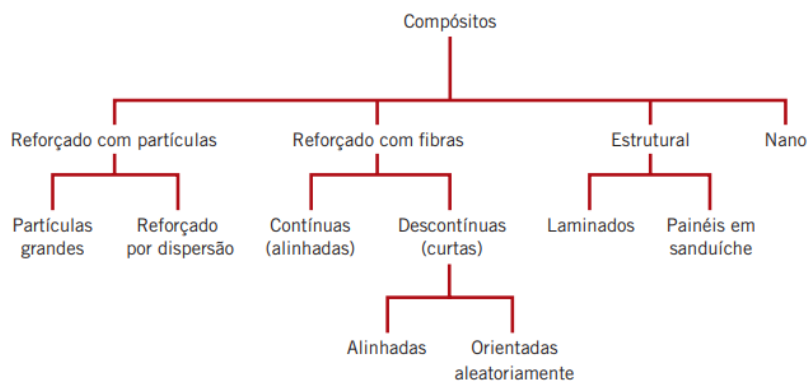 Compósitos
Reforçado com partículas
Reforçado com fibras
Estrutural
Nano
Partículas
grandes
Reforçado
por dispersão
Contínuas
(alinhadas)
Descontínuas
(curtas)
Laminados
Painéis em
sanduíche
Alinhadas
Orientadas
aleatoriamente